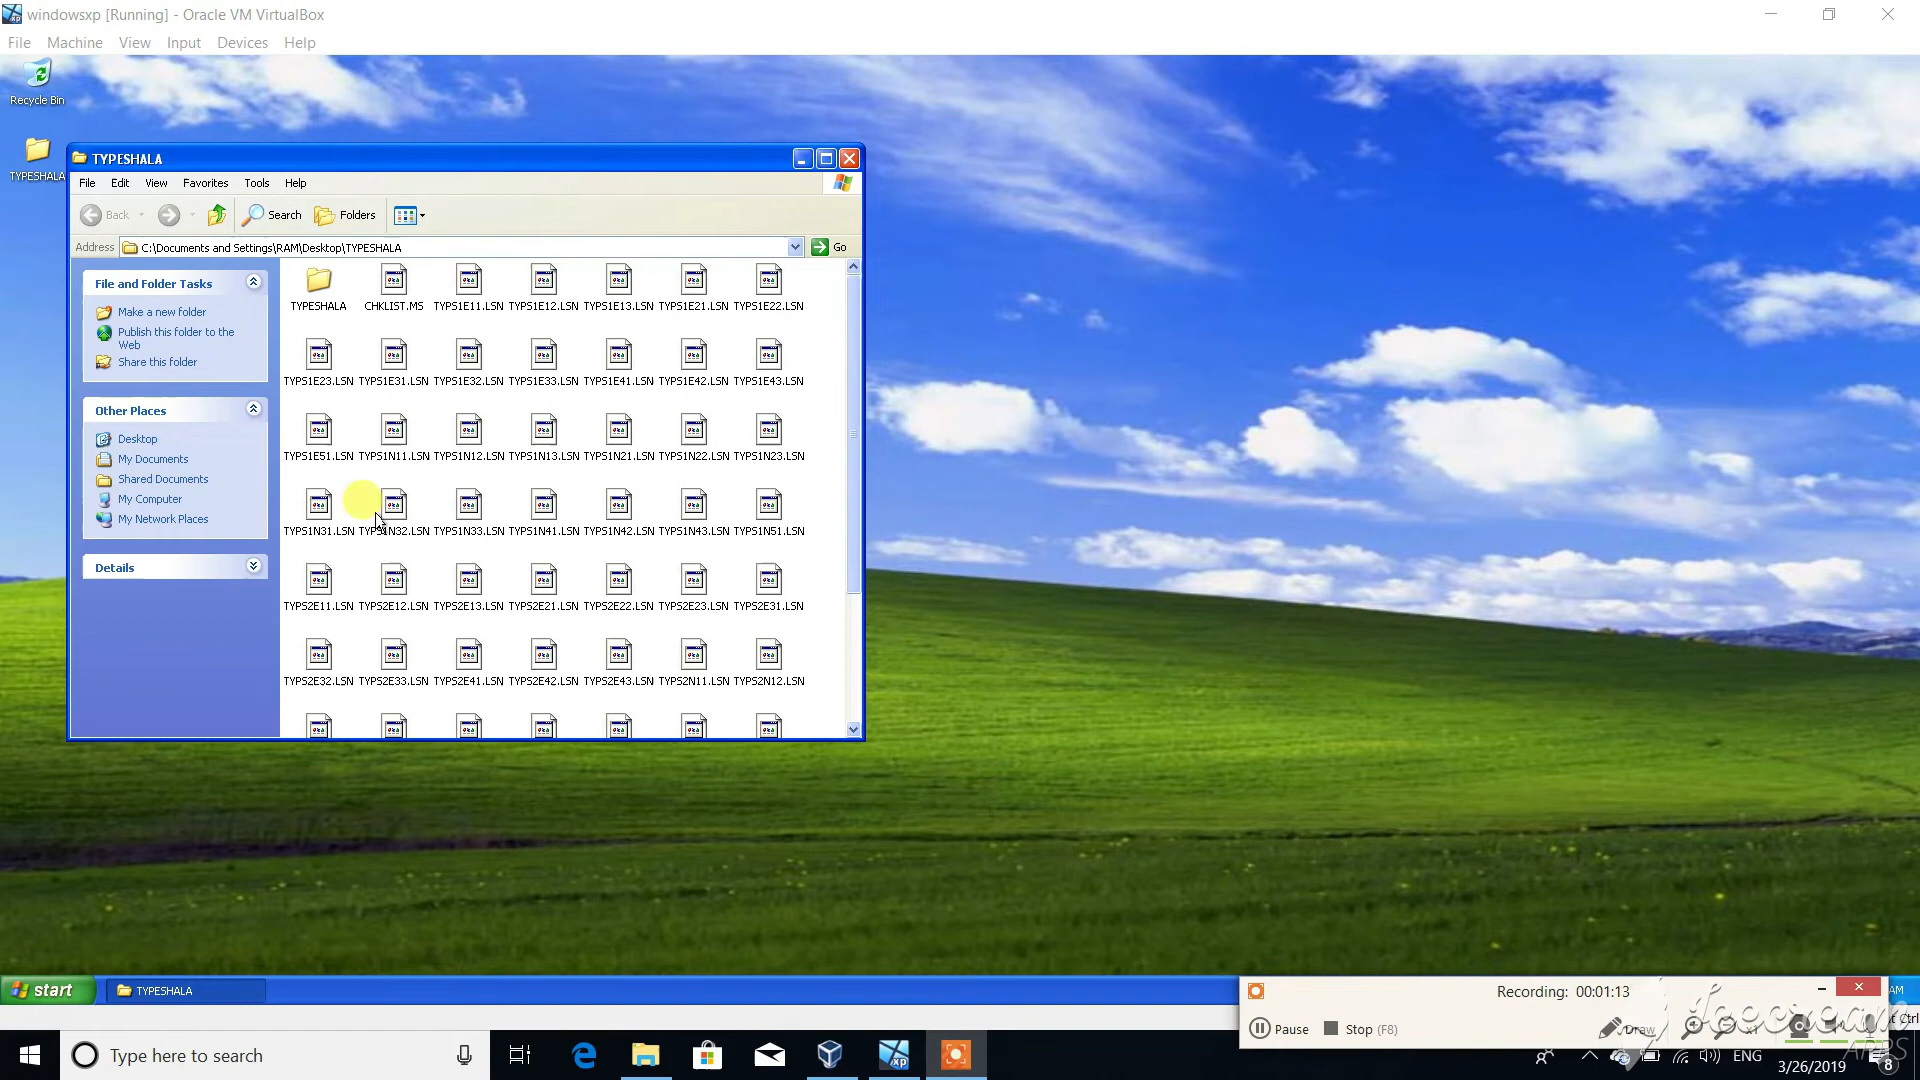 windowsxp [Running] - Oracle VM VirtualBox
File Machine View Input Devices Help
Recycle Bin
TYPESHALA
TYPESHALA
File Edit View Favorites Tools Help
Back Search Folders
Address C:\Documents and Settings\RAM\Desktop\TYPESHALA Go
File and Folder Tasks
Make a new folder
Publish this folder to the
Web
Share this folder
Other Places
Desktop
My Documents
Shared Documents
My Computer
My Network Places
Details
TYPESHALA CHKLIST.MS TYPS1E11.LSN TYPS1E12.LSN TYPS1E13.LSN TYPS1E21.LSN TYPS1E22.LSN
TYPS1E23.LSN TYPS1E31.LSN TYPS1E32.LSN TYPS1E33.LSN TYPS1E41.LSN TYPS1E42.LSN TYPS1E43.LSN
TYPS1E51.LSN TYPS1N11.LSN TYPS1N12.LSN TYPS1N13.LSN TYPS1N21.LSN TYPS1N22.LSN TYPS1N23.LSN
TYPS1N31.LSN TYPS1N32.LSN TYPS1N33.LSN TYPS1N41.LSN TYPS1N42.LSN TYPS1N43.LSN TYPS1N51.LSN
TYPS2E11.LSN TYPS2E12.LSN TYPS2E13.LSN TYPS2E21.LSN TYPS2E22.LSN TYPS2E23.LSN TYPS2E31.LSN
TYPS2E32.LSN TYPS2E33.LSN TYPS2E41.LSN TYPS2E42.LSN TYPS2E43.LSN TYPS2N11.LSN TYPS2N12.LSN
start TYPESHALA
Recording: 00:01:13
AM
Pause Stop (F8) Draw x1
Icecream
APPS
t Ctrl
Type here to search
xp
ENG
3/26/2019
8